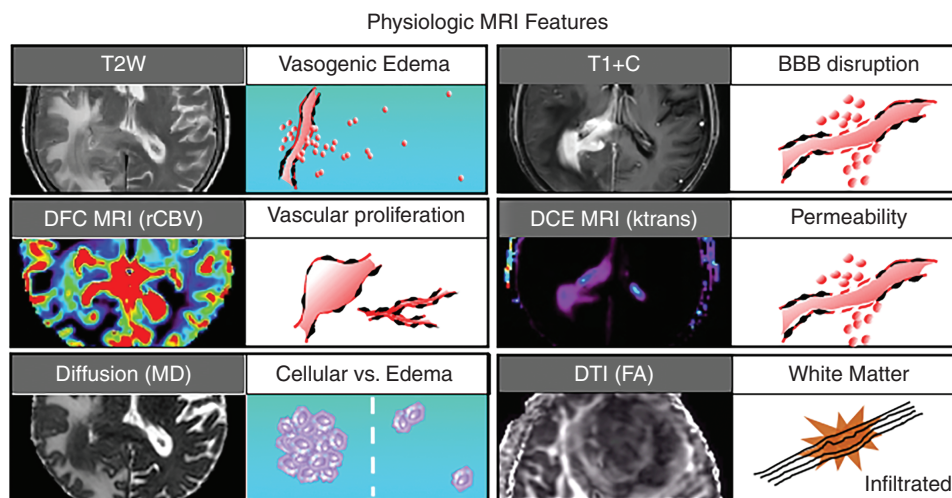 Physiologic MRI Features
T2W
Vasogenic Edema
T1+C
BBB disruption
DFC MRI (rCBV)
Vascular proliferation
DCE MRI (ktrans)
Permeability
Diffusion (MD)
Cellular vs. Edema
DTI (FA)
White Matter
Infiltrated